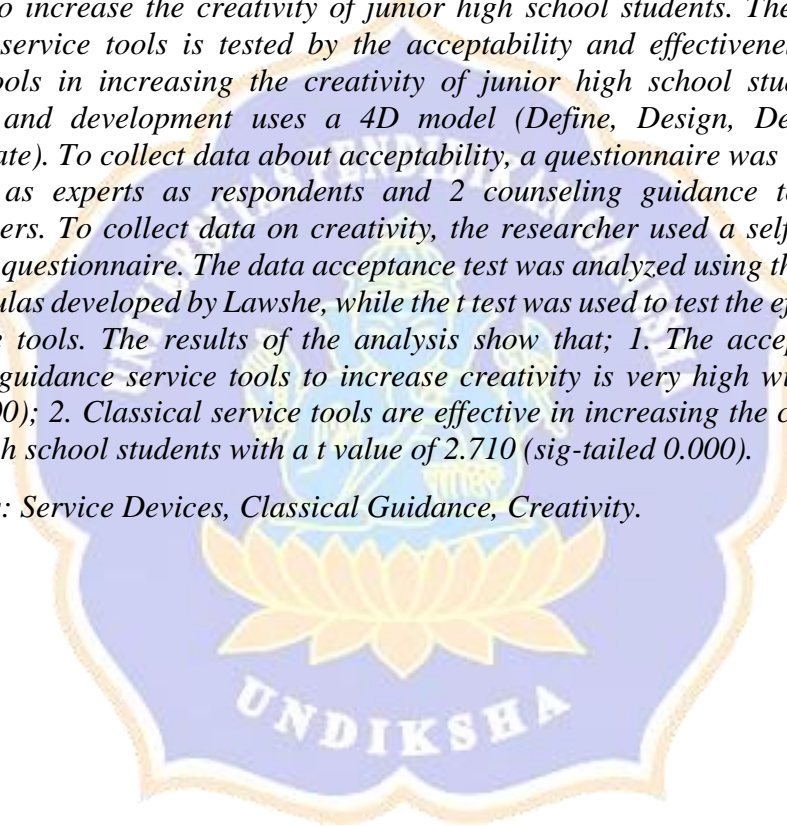 o increase the creativity of junior high school students. The
service tools is tested by the acceptability and effectivene
ools in increasing the creativity of junior high school stu
and development uses a 4D model (Define, Design, De
ate). To collect data about acceptability, a questionnaire was
as experts as respondents and 2 counseling guidance t
ers. To collect data on creativity, the researcher used a self
questionnaire. The data acceptance test was analyzed using th
ulas developed by Lawshe, while the t test was used to test the ef
e tools. The results of the analysis show that; 1. The accep
guidance service tools to increase creativity is very high wi
00); 2. Classical service tools are effective in increasing the c
h school students with a t value of 2.710 (sig-tailed 0.000).
: Service Devices, Classical Guidance, Creativity.
UNIVERSITAS PENDIDIKAN GANESHA
UNDIKSHA